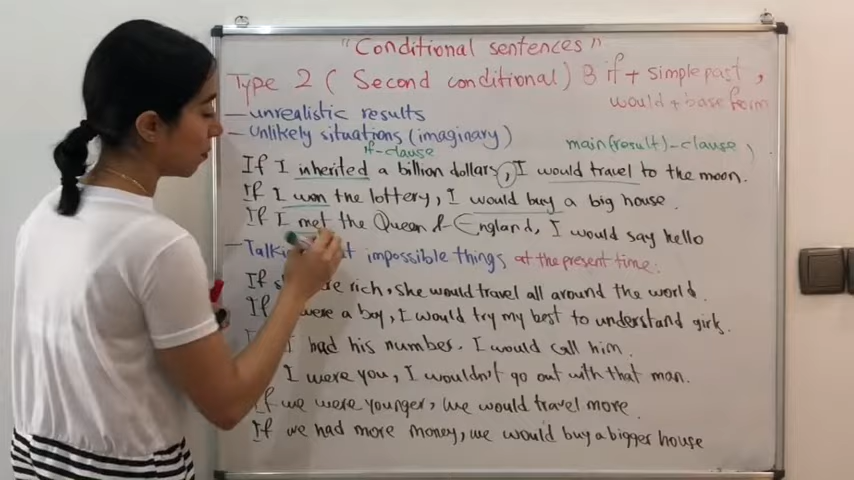 "Conditional sentences"
Type 2 (Second conditional) 3 if + simple past,
would + base form
— unrealistic results
— Unlikely situations (imaginary)
if-clause main(result)-clause
If I inherited a billion dollars, I would travel to the moon.
If I won the lottery, I would buy a big house.
If I met the Queen of England, I would say hello
— impossible things at the present time.
If rich, she would travel all around the world.
If were a boy, I would try my best to understand girls.
I had his number. I would call him.
I were you, I wouldn't go out with that man.
If we were younger, we would travel more.
If we had more money, we would buy a bigger house